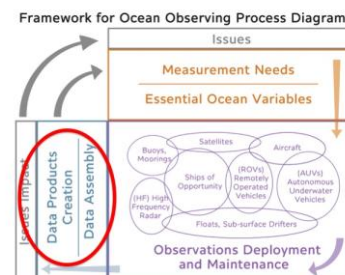 Framework for Ocean Observing Process Diagram
Issues
Measurement Needs
Essential Ocean Variables
Issues Impact
Data Products
Creation
Data Assembly
Satellites
Aircraft
Buoys,
Moorings
Ships of
Opportunity
(ROVs)
Remotely
Operated
Vehicles
(AUVs)
Autonomous
Underwater
Vehicles
(HF) High
Frequency
Radar
Floats, Sub-surface Drifters
Observations Deployment
and Maintenance